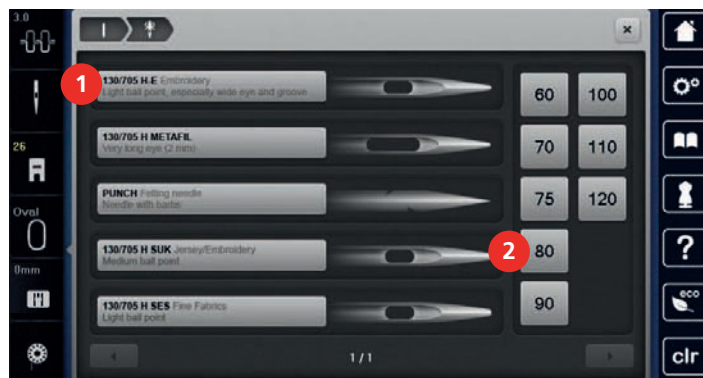 3.0
26
Oval
0mm
1
130/705 H-E Embroidery
Light ball point, especially wide eye and groove
130/705 H METAFIL
Very long eye (2 mm)
PUNCH Felting needle
Needle with barbs
130/705 H SUK Jersey/Embroidery
Medium ball point
130/705 H SES Fine Fabrics
Light ball point
1/1
60 100
70 110
75 120
2 80
90
?
eco
clr